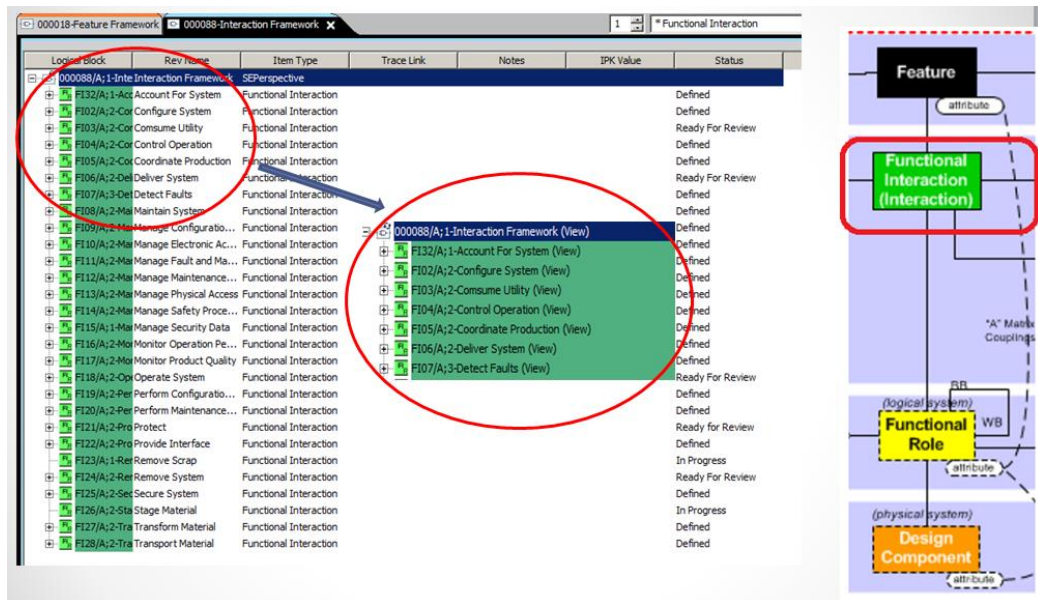 000018-Feature Framework 000088-Interaction Framework 1 *Functional Interaction
Logical Block Rev Name Item Type Trace Link Notes IPK Value Status
000088/A;1-Inte Interaction Framework SEPerspective
FI32/A;1-Acc Account For System Functional Interaction Defined
FI02/A;2-Cor Configure System Functional Interaction Defined
FI03/A;2-Cor Comsume Utility Functional Interaction Ready For Review
FI04/A;2-Cor Control Operation Functional Interaction Defined
FI05/A;2-Coc Coordinate Production Functional Interaction Defined
FI06/A;2-Del Deliver System Functional Interaction Ready For Review
FI07/A;3-Det Detect Faults Functional Interaction Defined
FI08/A;2-Mai Maintain System Functional Interaction Defined
FI09/A;2-Mar Manage Configuratio... Functional Interaction Defined
FI10/A;2-Mar Manage Electronic Ac... Functional Interaction Defined
FI11/A;2-Mar Manage Fault and Ma... Functional Interaction Defined
FI12/A;2-Mar Manage Maintenance... Functional Interaction Defined
FI13/A;2-Mar Manage Physical Access Functional Interaction Defined
FI14/A;2-Mar Manage Safety Proce... Functional Interaction Defined
FI15/A;1-Mar Manage Security Data Functional Interaction Defined
FI16/A;2-Mor Monitor Operation Pe... Functional Interaction Defined
FI17/A;2-Mor Monitor Product Quality Functional Interaction Defined
FI18/A;2-Ope Operate System Functional Interaction Ready For Review
FI19/A;2-Per Perform Configuratio... Functional Interaction Defined
FI20/A;2-Per Perform Maintenance... Functional Interaction Defined
FI21/A;2-Pro Protect Functional Interaction Ready for Review
FI22/A;2-Pro Provide Interface Functional Interaction Defined
FI23/A;1-Rer Remove Scrap Functional Interaction In Progress
FI24/A;2-Rer Remove System Functional Interaction Ready For Review
FI25/A;2-Sec Secure System Functional Interaction Defined
FI26/A;2-Sta Stage Material Functional Interaction In Progress
FI27/A;2-Tra Transform Material Functional Interaction Defined
FI28/A;2-Tra Transport Material Functional Interaction Defined
000088/A;1-Interaction Framework (View)
FI32/A;1-Account For System (View)
FI02/A;2-Configure System (View)
FI03/A;2-Comsume Utility (View)
FI04/A;2-Control Operation (View)
FI05/A;2-Coordinate Production (View)
FI06/A;2-Deliver System (View)
FI07/A;3-Detect Faults (View)
Feature
attribute
Functional
Interaction
(Interaction)
"A" Matrix
Couplings
BB
(logical system)
Functional
Role
WB
attribute
(physical system)
Design
Component
attribute